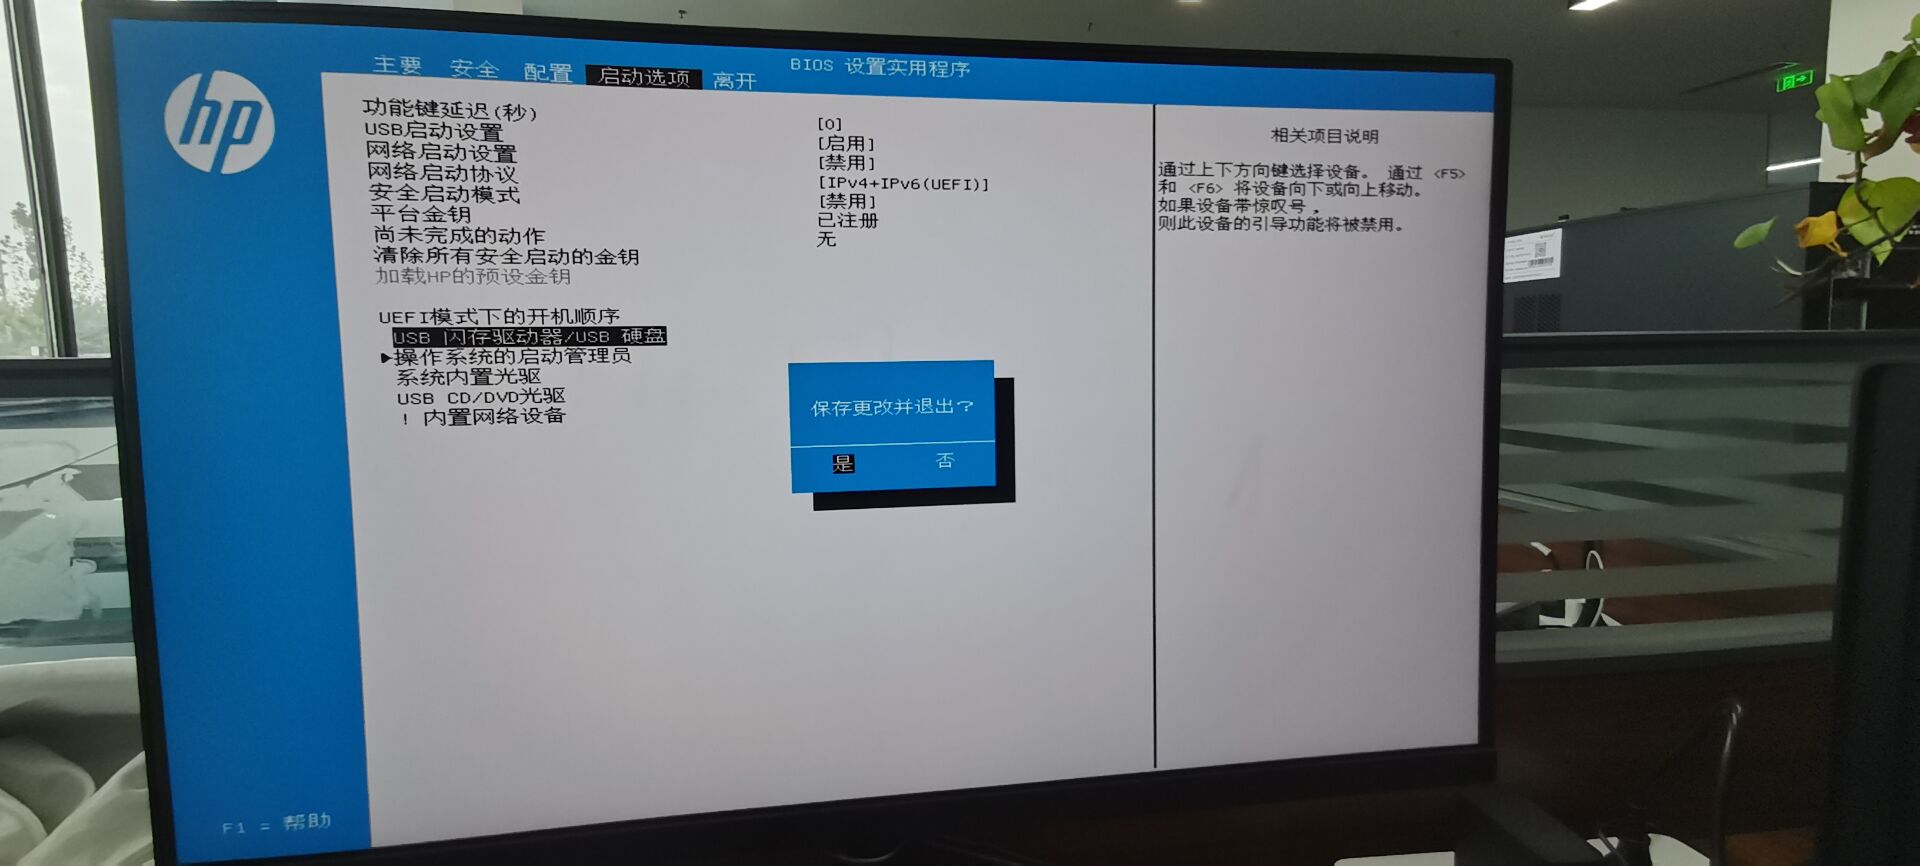 hp
BIOS 设置实用程序
主要 安全 配置 启动选项 离开
功能键延迟(秒) [0]
USB启动设置 [启用]
网络启动设置 [禁用]
网络启动协议 [IPv4+IPv6(UEFI)]
安全启动模式 [禁用]
平台金钥 已注册
尚未完成的动作 无
清除所有安全启动的金钥
加载HP的预设金钥
UEFI模式下的开机顺序
USB 闪存驱动器/USB 硬盘
▶操作系统的启动管理员
系统内置光驱
USB CD/DVD光驱
! 内置网络设备
保存更改并退出?
是 否
相关项目说明
通过上下方向键选择设备。 通过 <F5>
和 <F6> 将设备向下或向上移动。
如果设备带惊叹号,
则此设备的引导功能将被禁用。
F1 = 帮助